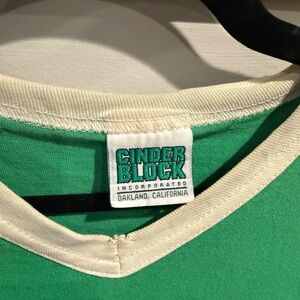 CINDER
BLOCK
INCORPORATED
OAKLAND, CALIFORNIA